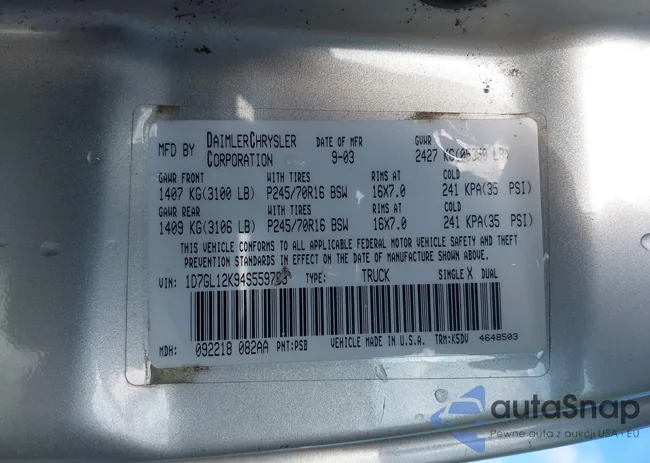 MFD BY DAIMLERCHRYSLER CORPORATION DATE OF MFR 9-03 GVWR 2427 KG(05350 LB)
GAWR FRONT WITH TIRES RIMS AT COLD
1407 KG(3100 LB) P245/70R16 BSW 16X7.0 241 KPA(35 PSI)
GAWR REAR WITH TIRES RIMS AT COLD
1409 KG(3106 LB) P245/70R16 BSW 16X7.0 241 KPA(35 PSI)
THIS VEHICLE CONFORMS TO ALL APPLICABLE FEDERAL MOTOR VEHICLE SAFETY AND THEFT
PREVENTION STANDARDS IN EFFECT ON THE DATE OF MANUFACTURE SHOWN ABOVE.
VIN: TYPE: TRUCK SINGLE X DUAL
MDH: 092218 082AA PNT:PSB VEHICLE MADE IN U.S.A. TRM:K5DV 4648503
autaSnap
Pewne auta z aukcji USA i EU